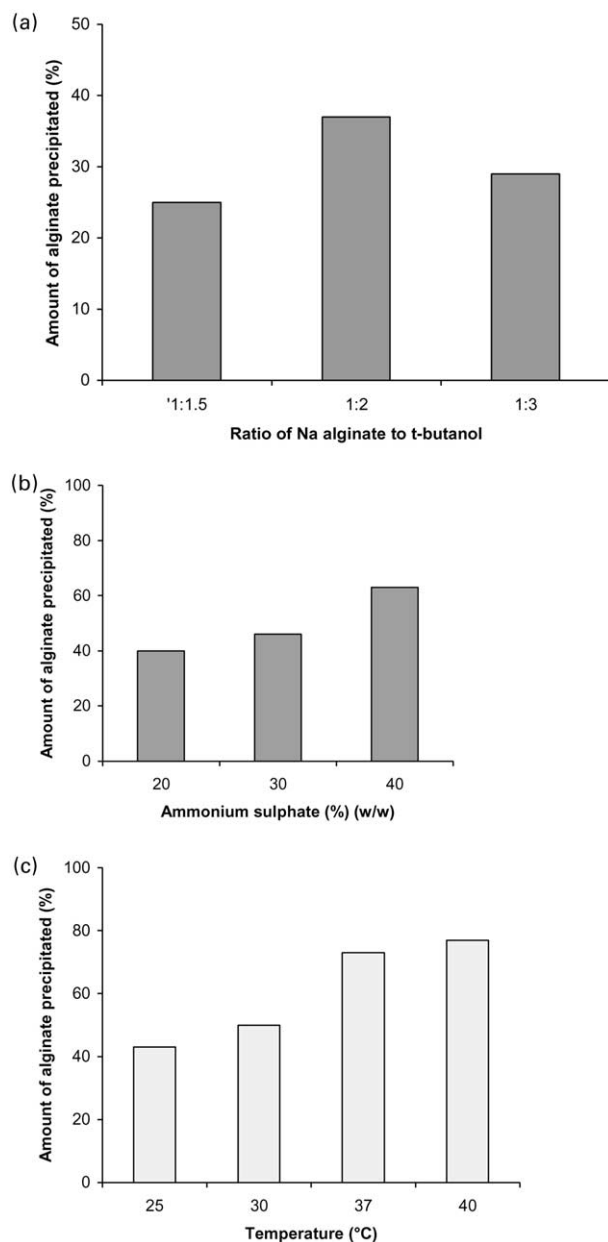 (a)
Amount of alginate precipitated (%)
50
40
30
20
10
0
'1:1.5 1:2 1:3
Ratio of Na alginate to t-butanol
(b)
Amount of alginate precipitated (%)
100
80
60
40
20
0
20 30 40
Ammonium sulphate (%) (w/w)
(c)
Amount of alginate precipitated (%)
100
80
60
40
20
0
25 30 37 40
Temperature (°C)